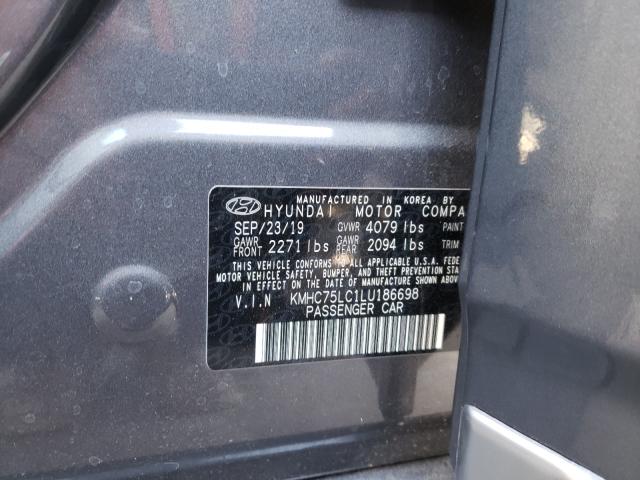 MANUFACTURED IN KOREA BY
HYUNDAI MOTOR COMPA
SEP/23/19 GVWR 4079 lbs PAINT
GAWR FRONT 2271 lbs GAWR REAR 2094 lbs TRIM
THIS VEHICLE CONFORMS TO ALL APPLICABLE U.S.A. FEDE
MOTOR VEHICLE SAFETY, BUMPER, AND THEFT PREVENTION STA
IN EFFECT ON THE DATE OF MANUFACTURE SHOWN ABOVE.
V.I.N KMHC75LC1LU186698
PASSENGER CAR